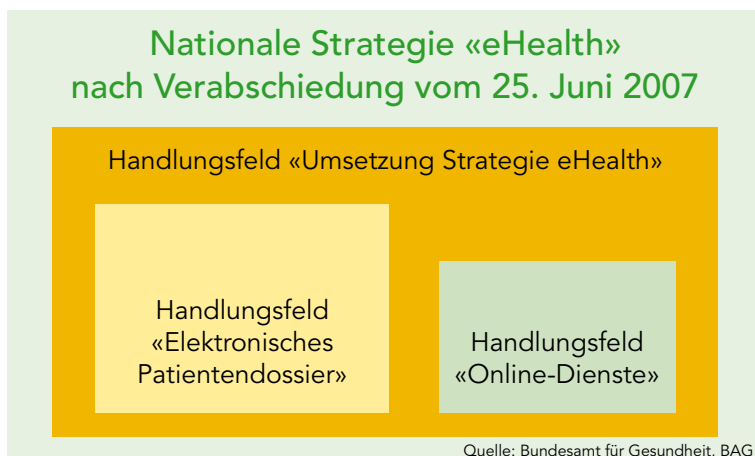 Nationale Strategie «eHealth»
nach Verabschiedung vom 25. Juni 2007
Handlungsfeld «Umsetzung Strategie eHealth»
Handlungsfeld
«Elektronisches
Patientendossier»
Handlungsfeld
«Online-Dienste»
Quelle: Bundesamt für Gesundheit, BAG